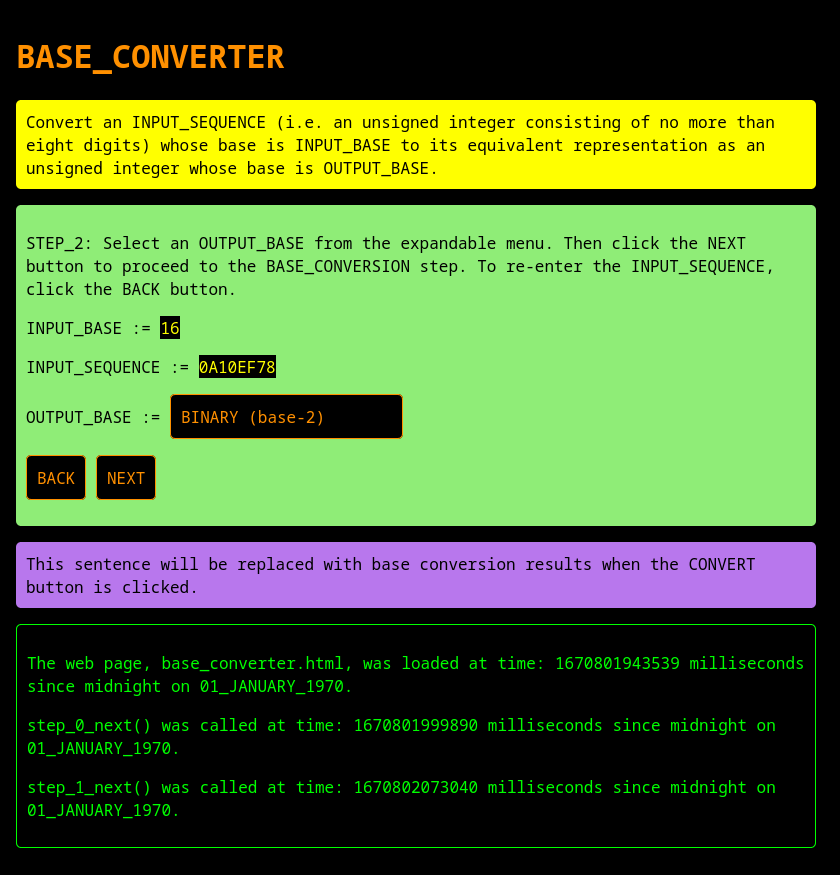 BASE_CONVERTER
Convert an INPUT_SEQUENCE (i.e. an unsigned integer consisting of no more than
eight digits) whose base is INPUT_BASE to its equivalent representation as an
unsigned integer whose base is OUTPUT_BASE.
STEP_2: Select an OUTPUT_BASE from the expandable menu. Then click the NEXT
button to proceed to the BASE_CONVERSION step. To re-enter the INPUT_SEQUENCE,
click the BACK button.
INPUT_BASE := 16
INPUT_SEQUENCE := 0A10EF78
OUTPUT_BASE := BINARY (base-2)
BACK NEXT
This sentence will be replaced with base conversion results when the CONVERT
button is clicked.
The web page, base_converter.html, was loaded at time: 1670801943539 milliseconds
since midnight on 01_JANUARY_1970.
step_0_next() was called at time: 1670801999890 milliseconds since midnight on
01_JANUARY_1970.
step_1_next() was called at time: 1670802073040 milliseconds since midnight on
01_JANUARY_1970.